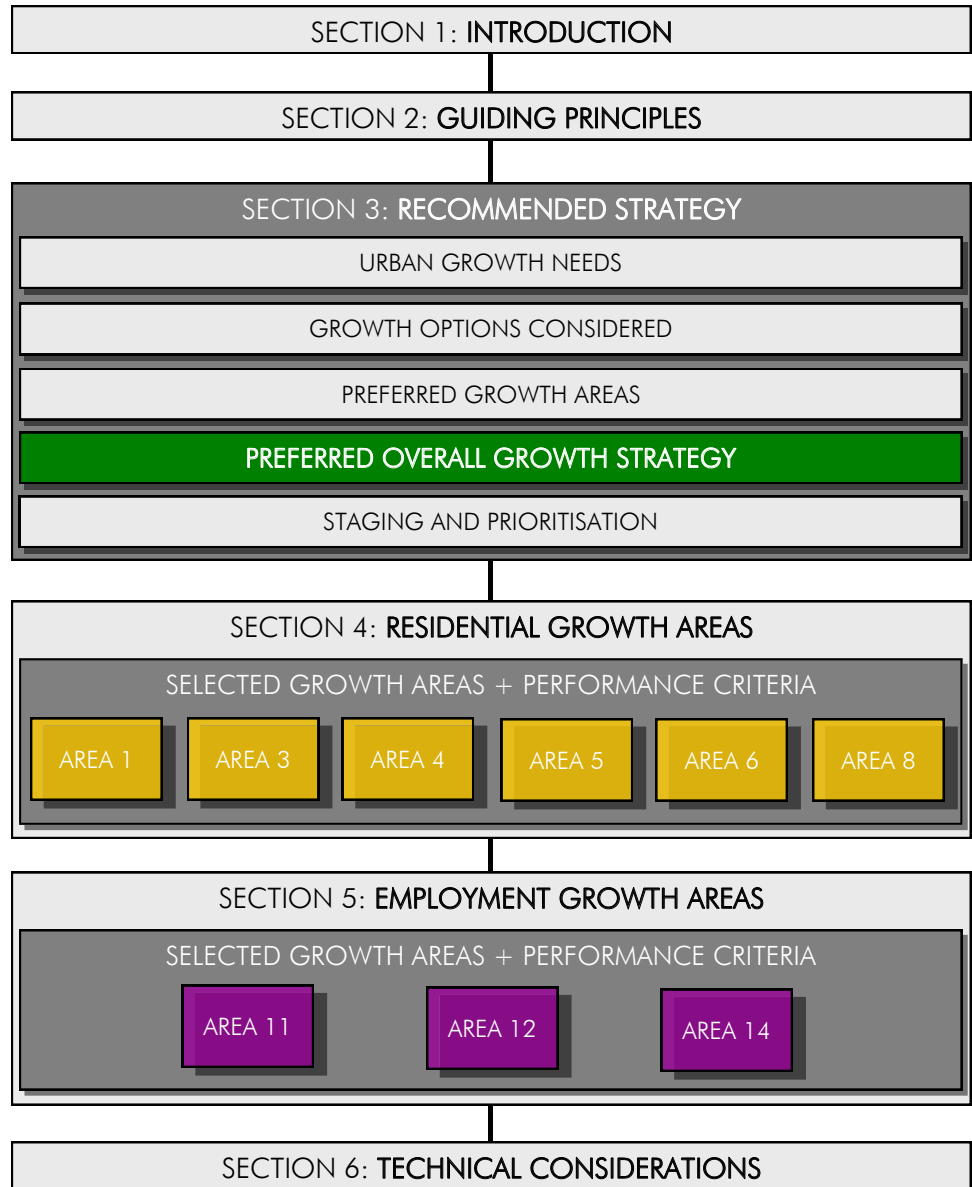 SECTION 1: INTRODUCTION
SECTION 2: GUIDING PRINCIPLES
SECTION 3: RECOMMENDED STRATEGY
URBAN GROWTH NEEDS
GROWTH OPTIONS CONSIDERED
PREFERRED GROWTH AREAS
PREFERRED OVERALL GROWTH STRATEGY
STAGING AND PRIORITISATION
SECTION 4: RESIDENTIAL GROWTH AREAS
SELECTED GROWTH AREAS + PERFORMANCE CRITERIA
AREA 1
AREA 3
AREA 4
AREA 5
AREA 6
AREA 8
SECTION 5: EMPLOYMENT GROWTH AREAS
SELECTED GROWTH AREAS + PERFORMANCE CRITERIA
AREA 11
AREA 12
AREA 14
SECTION 6: TECHNICAL CONSIDERATIONS